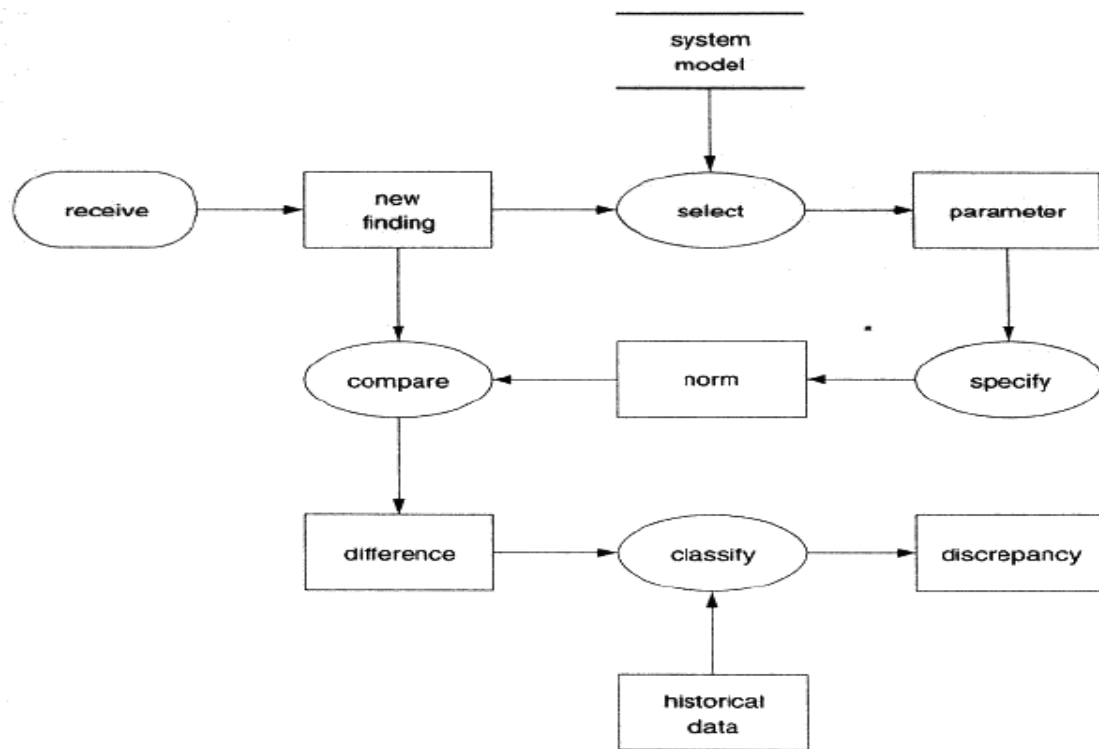 system
model
receive
new
finding
select
parameter
compare
norm
specify
difference
classify
discrepancy
historical
data